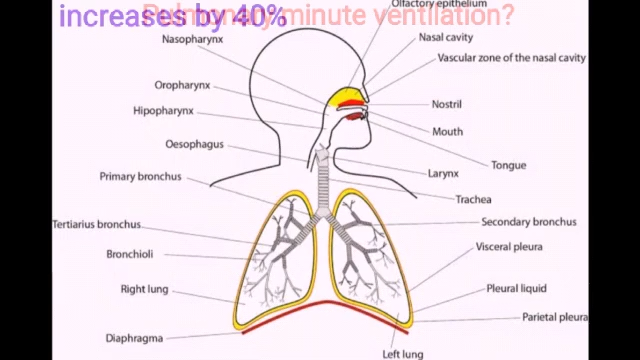 Olfactory epithelium
increases by 40%
Pulmonary minute ventilation?
Nasopharynx
Nasal cavity
Vascular zone of the nasal cavity
Oropharynx
Nostril
Hipopharynx
Mouth
Oesophagus
Tongue
Larynx
Primary bronchus
Trachea
Tertiarius bronchus
Secondary bronchus
Visceral pleura
Bronchioli
Right lung
Pleural liquid
Parietal pleura
Diaphragma
Left lung